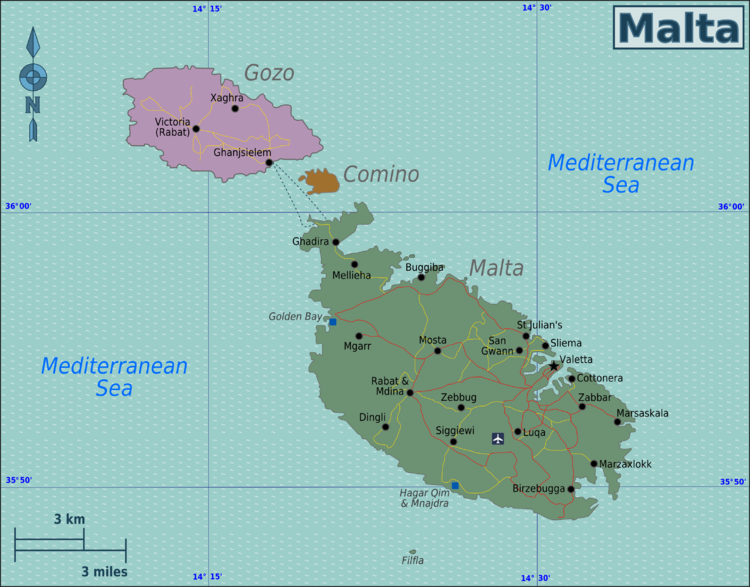 14° 15'
14° 30'
Malta
Gozo
N
Xaghra
Victoria
(Rabat)
Ghanjsielem
Comino
Mediterranean
Sea
36°00'
36°00'
Ghadira
Mellieha
Buggiba
Malta
Golden Bay
St Julian's
Mgarr
Mosta
San
Gwann
Sliema
Valetta
Mediterranean
Sea
Rabat &
Mdina
Cottonera
Zebbug
Zabbar
Dingli
Marsaskala
Siggiewi
Luqa
Marzaxlokk
35°50'
35°50'
Hagar Qim
& Mnajdra
Birzebugga
3 km
3 miles
Filfla
14° 15'
14° 30'